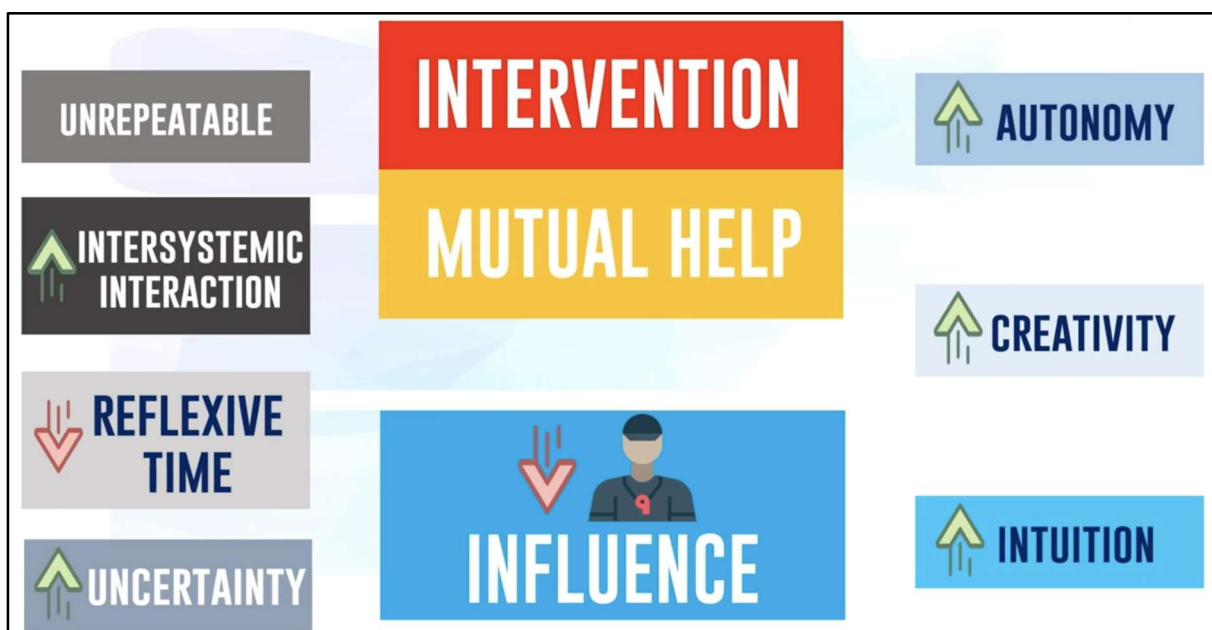 UNREPEATABLE
INTERSYSTEMIC
INTERACTION
REFLEXIVE
TIME
UNCERTAINTY
INTERVENTION
MUTUAL HELP
INFLUENCE
AUTONOMY
CREATIVITY
INTUITION